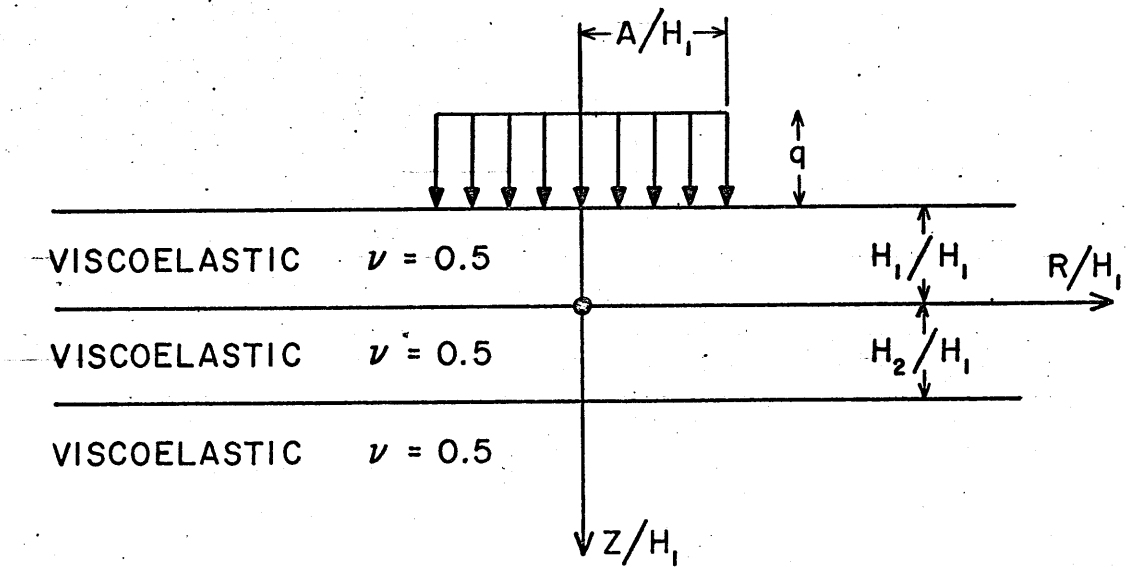 A/H₁
q
VISCOELASTIC ν = 0.5
H₁/H₁
R/H₁
VISCOELASTIC ν = 0.5
H₂/H₁
VISCOELASTIC ν = 0.5
Z/H₁